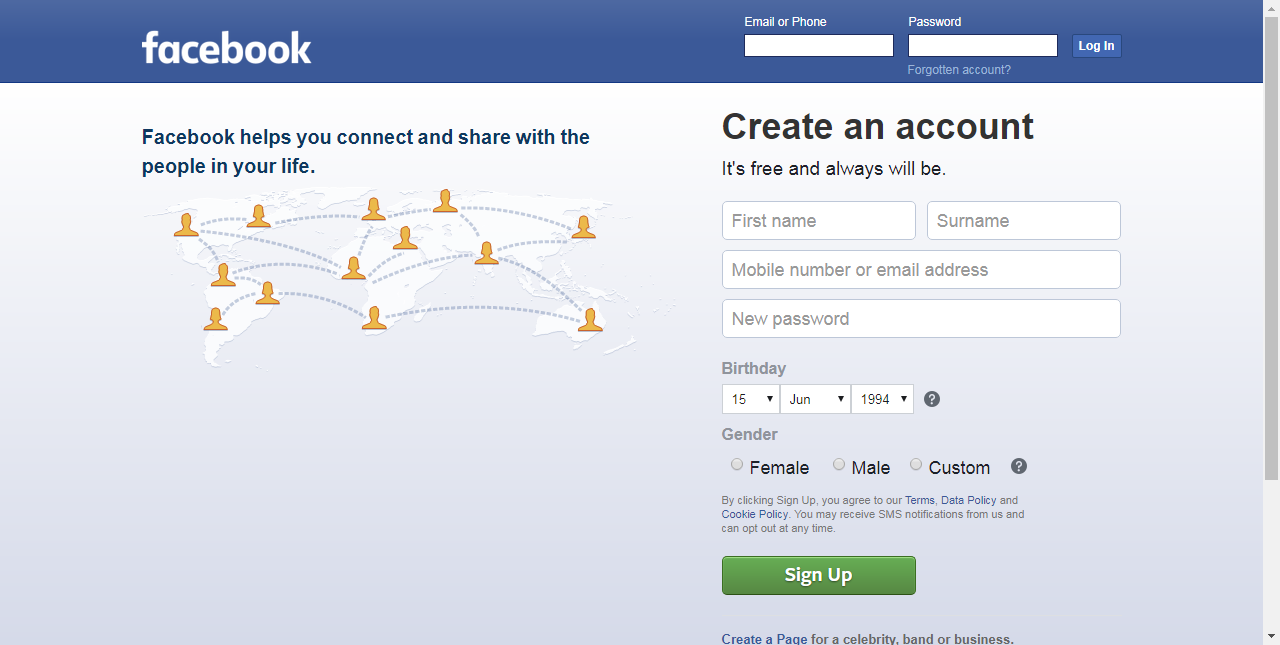 facebook
Email or Phone
Password
Log In
Forgotten account?
Facebook helps you connect and share with the
people in your life.
Create an account
It's free and always will be.
First name
Surname
Mobile number or email address
New password
Birthday
15
Jun
1994
?
Gender
Female
Male
Custom
?
By clicking Sign Up, you agree to our Terms, Data Policy and
Cookie Policy. You may receive SMS notifications from us and
can opt out at any time.
Sign Up
Create a Page for a celebrity, band or business.